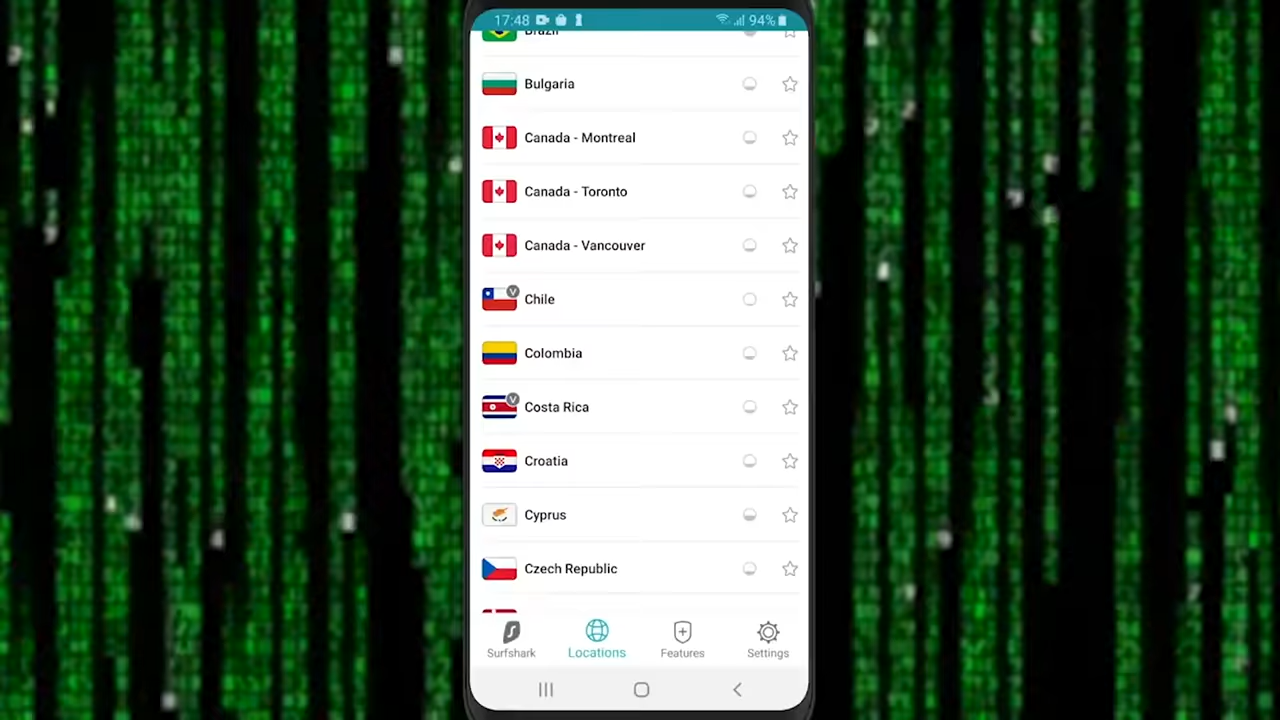 17:48 94%
Brazil
Bulgaria
Canada - Montreal
Canada - Toronto
Canada - Vancouver
V
Chile
Colombia
V
Costa Rica
Croatia
Cyprus
Czech Republic
Surfshark Locations Features Settings